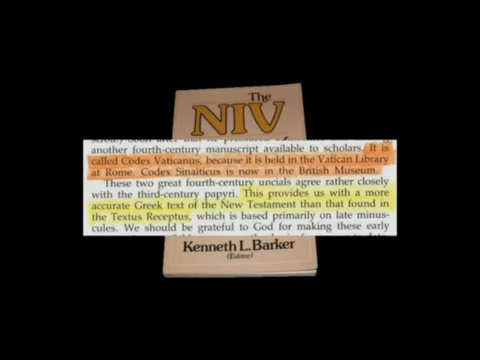 The
NIV
another fourth-century manuscript available to scholars. It is
called Codex Vaticanus, because it is held in the Vatican Library
at Rome. Codex Sinaiticus is now in the British Museum.
These two great fourth-century uncials agree rather closely
with the third-century papyri. This provides us with a more
accurate Greek text of the New Testament than that found in
the Textus Receptus, which is based primarily on late minus-
cules. We should be grateful to God for making these early
Kenneth L. Barker
(Editor)